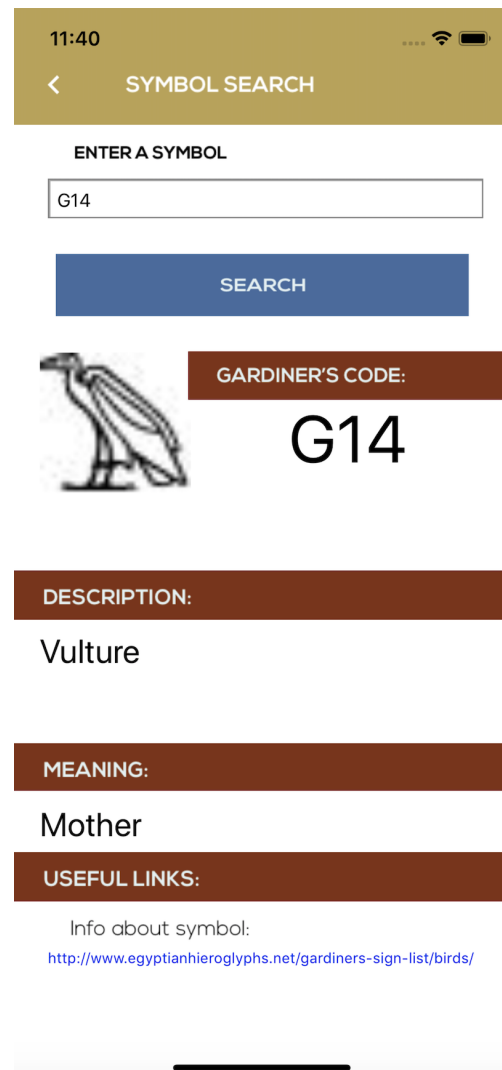 11:40
SYMBOL SEARCH
ENTER A SYMBOL
G14
SEARCH
GARDINER'S CODE:
G14
DESCRIPTION:
Vulture
MEANING:
Mother
USEFUL LINKS:
Info about symbol:
http://www.egyptianhieroglyphs.net/gardiners-sign-list/birds/